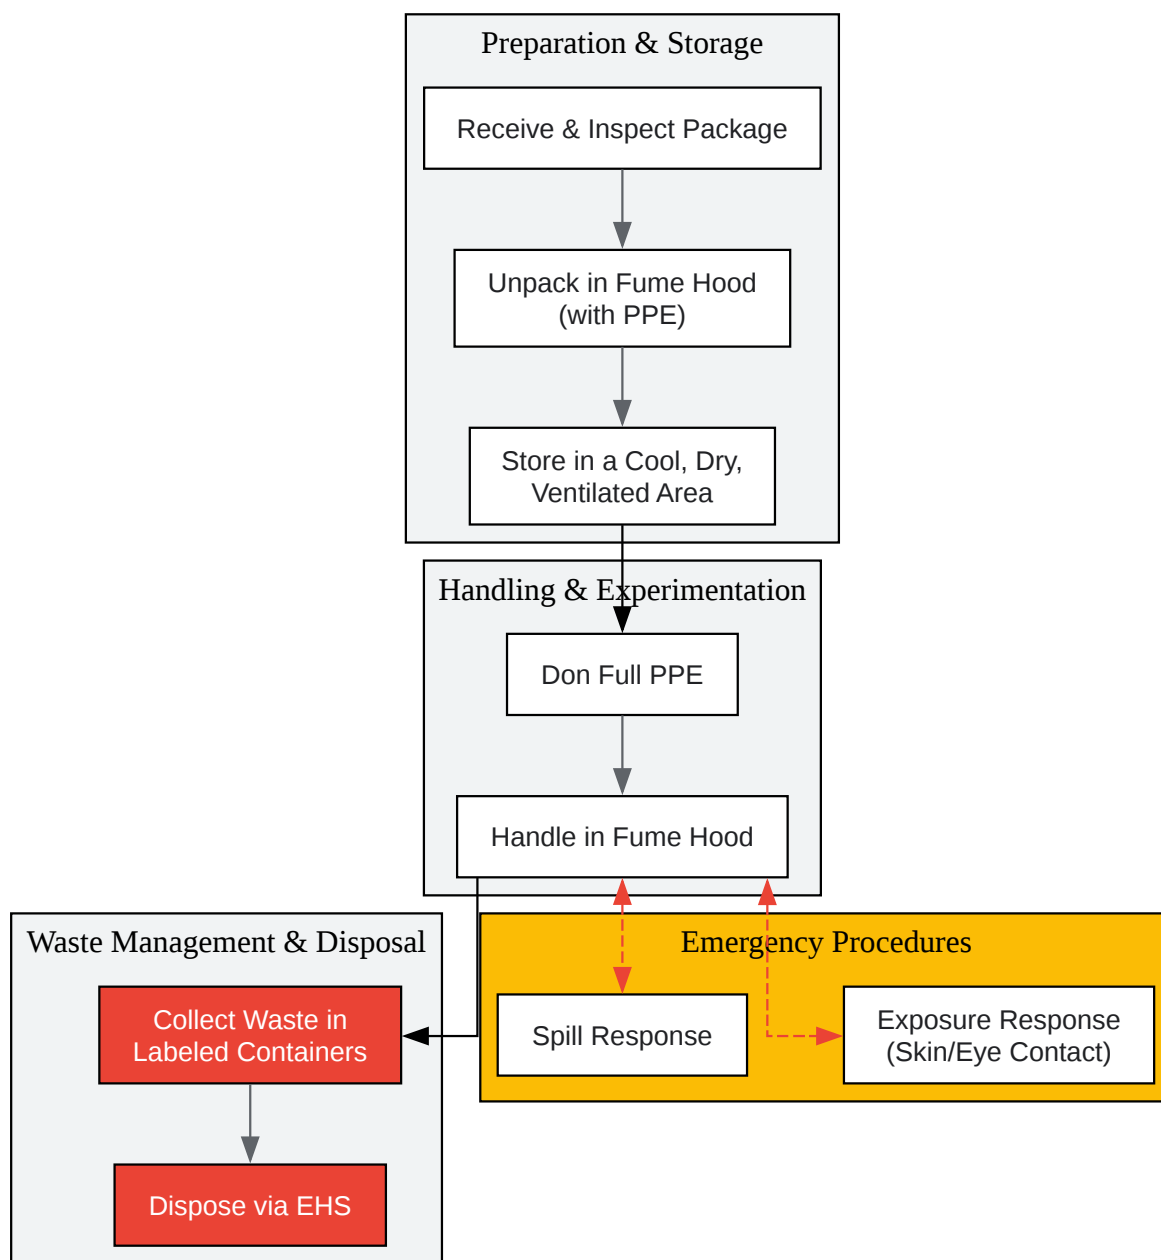 Preparation & Storage
Receive & Inspect Package
Unpack in Fume Hood
(with PPE)
Store in a Cool, Dry,
Ventilated Area
Handling & Experimentation
Don Full PPE
Handle in Fume Hood
Waste Management & Disposal
Collect Waste in
Labeled Containers
Dispose via EHS
Emergency Procedures
Spill Response
Exposure Response
(Skin/Eye Contact)